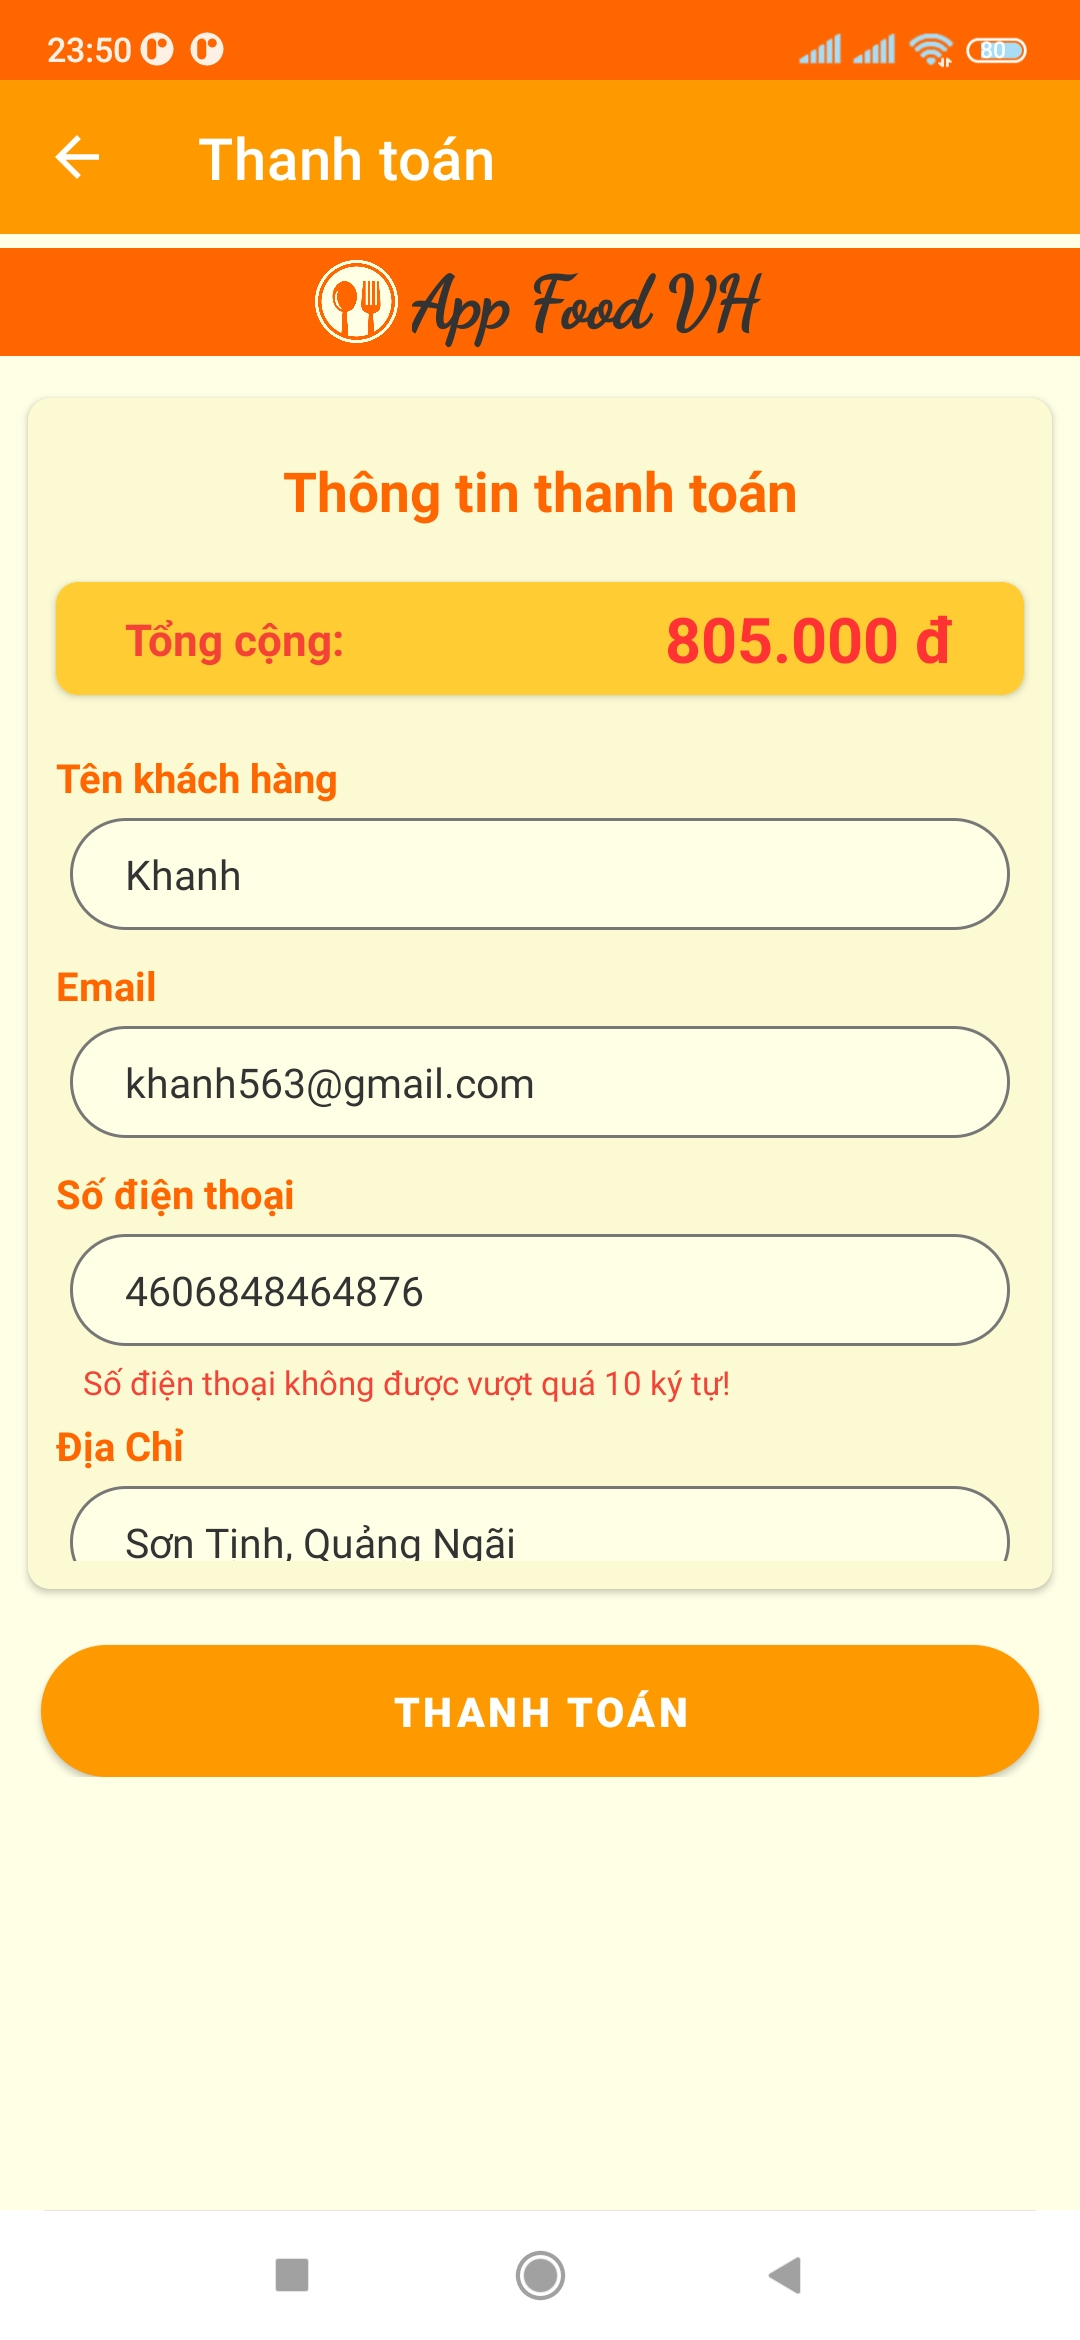 23:50
80
Thanh toán
App Food VH
Thông tin thanh toán
Tổng cộng: 805.000 đ
Tên khách hàng
Khanh
Email
khanh563@gmail.com
Số điện thoại
4606848464876
Số điện thoại không được vượt quá 10 ký tự!
Địa Chỉ
Sơn Tinh, Quảng Ngãi
THANH TOÁN